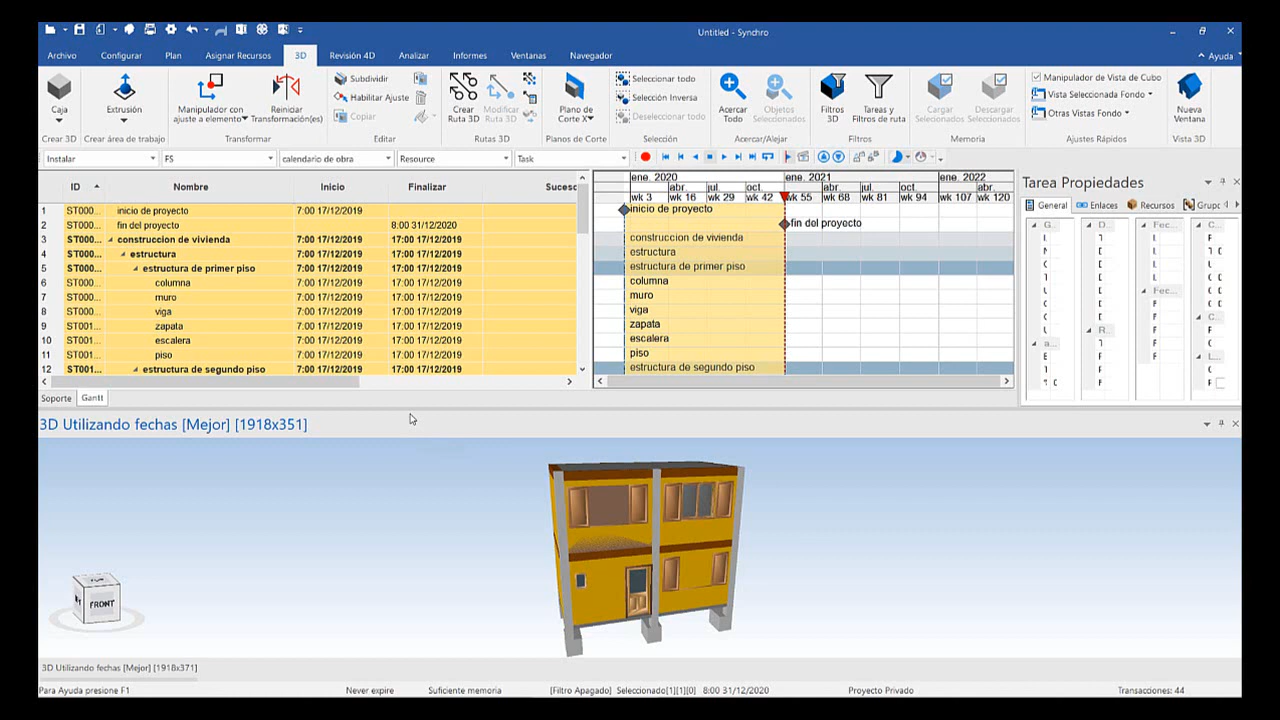 Untitled - Synchro
Archivo Configurar Plan Asignar Recursos 3D Revisión 4D Analizar Informes Ventanas Navegador Ayuda
Caja
Crear 3D
Extrusión
Crear área de trabajo
Manipulador con ajuste a elemento
Reiniciar Transformación(es)
Transformar
Subdividir
Habilitar Ajuste
Copiar
Editar
Crear Ruta 3D
Modificar Ruta 3D
Rutas 3D
Plano de Corte X
Planos de Corte
Seleccionar todo
Selección Inversa
Deseleccionar todo
Selección
Acercar Todo
Objetos Seleccionados
Acercar/Alejar
Filtros 3D
Tareas y Filtros de ruta
Filtros
Cargar Seleccionados
Descargar Seleccionados
Memoria
Manipulador de Vista de Cubo
Vista Seleccionada Fondo
Otras Vistas Fondo
Ajustes Rápidos
Nueva Ventana
Vista 3D
Instalar FS calendario de obra Resource Task
ID Nombre Inicio Finalizar Suceso
1 ST000... inicio de proyecto 7:00 17/12/2019
2 ST000... fin del proyecto 8:00 31/12/2020
3 ST000... construccion de vivienda 7:00 17/12/2019 17:00 17/12/2019
4 ST000... estructura 7:00 17/12/2019 17:00 17/12/2019
5 ST000... estructura de primer piso 7:00 17/12/2019 17:00 17/12/2019
6 ST000... columna 7:00 17/12/2019 17:00 17/12/2019
7 ST000... muro 7:00 17/12/2019 17:00 17/12/2019
8 ST000... viga 7:00 17/12/2019 17:00 17/12/2019
9 ST001... zapata 7:00 17/12/2019 17:00 17/12/2019
10 ST001... escalera 7:00 17/12/2019 17:00 17/12/2019
11 ST001... piso 7:00 17/12/2019 17:00 17/12/2019
12 ST001... estructura de segundo piso 7:00 17/12/2019 17:00 17/12/2019
ene. 2020 ene. 2021 ene. 2022
abr. jul. oct. abr. jul. oct. abr.
wk 3 wk 16 wk 29 wk 42 wk 55 wk 68 wk 81 wk 94 wk 107 wk 120
inicio de proyecto
fin del proyecto
construccion de vivienda
estructura
estructura de primer piso
columna
muro
viga
zapata
escalera
piso
estructura de segundo piso
Tarea Propiedades
General Enlaces Recursos Grupc
Soporte Gantt
3D Utilizando fechas [Mejor] [1918x351]
FRONT
3D Utilizando fechas [Mejor] [1918x371]
Para Ayuda presione F1 Never expire Suficiente memoria [Filtro Apagado] Seleccionado[1][1][0] 8:00 31/12/2020 Proyecto Privado Transacciones: 44